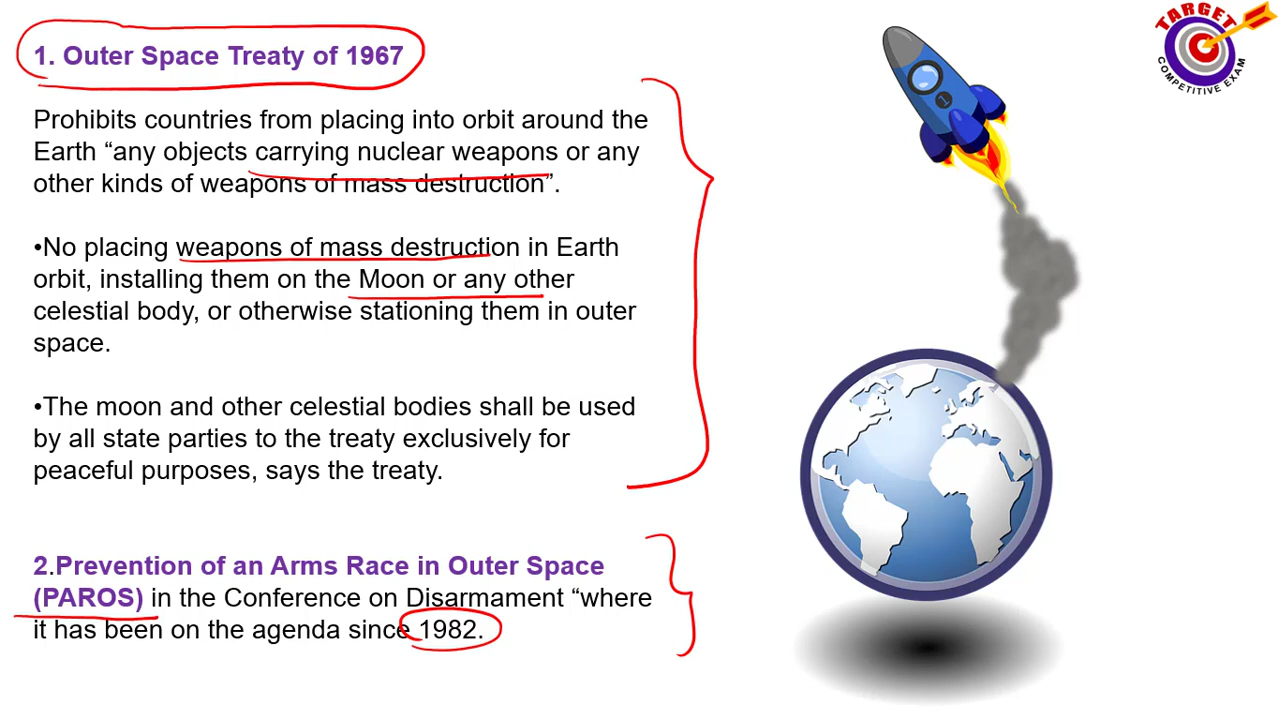 TARGET
COMPETITIVE EXAM
1. Outer Space Treaty of 1967
Prohibits countries from placing into orbit around the
Earth “any objects carrying nuclear weapons or any
other kinds of weapons of mass destruction”.
•No placing weapons of mass destruction in Earth
orbit, installing them on the Moon or any other
celestial body, or otherwise stationing them in outer
space.
•The moon and other celestial bodies shall be used
by all state parties to the treaty exclusively for
peaceful purposes, says the treaty.
2.Prevention of an Arms Race in Outer Space
(PAROS) in the Conference on Disarmament “where
it has been on the agenda since 1982.